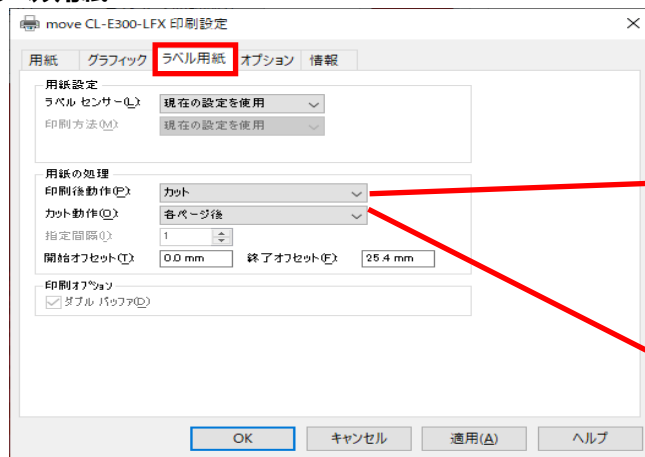 move CL-E300-LFX 印刷設定
用紙 グラフィック ラベル用紙 オプション 情報
用紙設定
ラベル センサー(L): 現在の設定を使用
印刷方法(M): 現在の設定を使用
用紙の処理
印刷後動作(P): カット
カット動作(O): 各ページ後
指定間隔(I): 1
開始オフセット(T): 0.0 mm 終了オフセット(F): 25.4 mm
印刷オプション
ダブル バッファ(D)
OK キャンセル 適用(A) ヘルプ